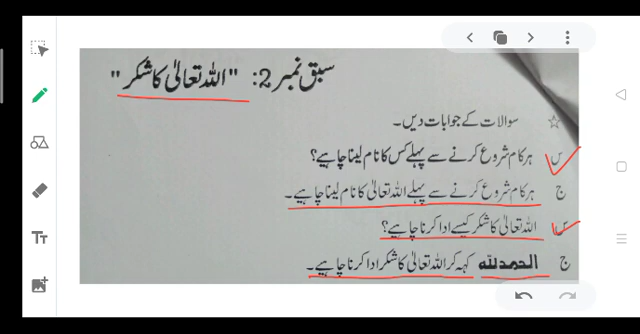 سبق نمبر 2: "اللہ تعالیٰ کا شکر"
☆ سوالات کے جوابات دیں۔
س ہر کام شروع کرنے سے پہلے کس کا نام لینا چاہیے؟
ج ہر کام شروع کرنے سے پہلے اللہ تعالیٰ کا نام لینا چاہیے۔
س اللہ تعالیٰ کا شکر کیسے ادا کرنا چاہیے؟
ج الحمدللہ کہہ کر اللہ تعالیٰ کا شکر ادا کرنا چاہیے۔